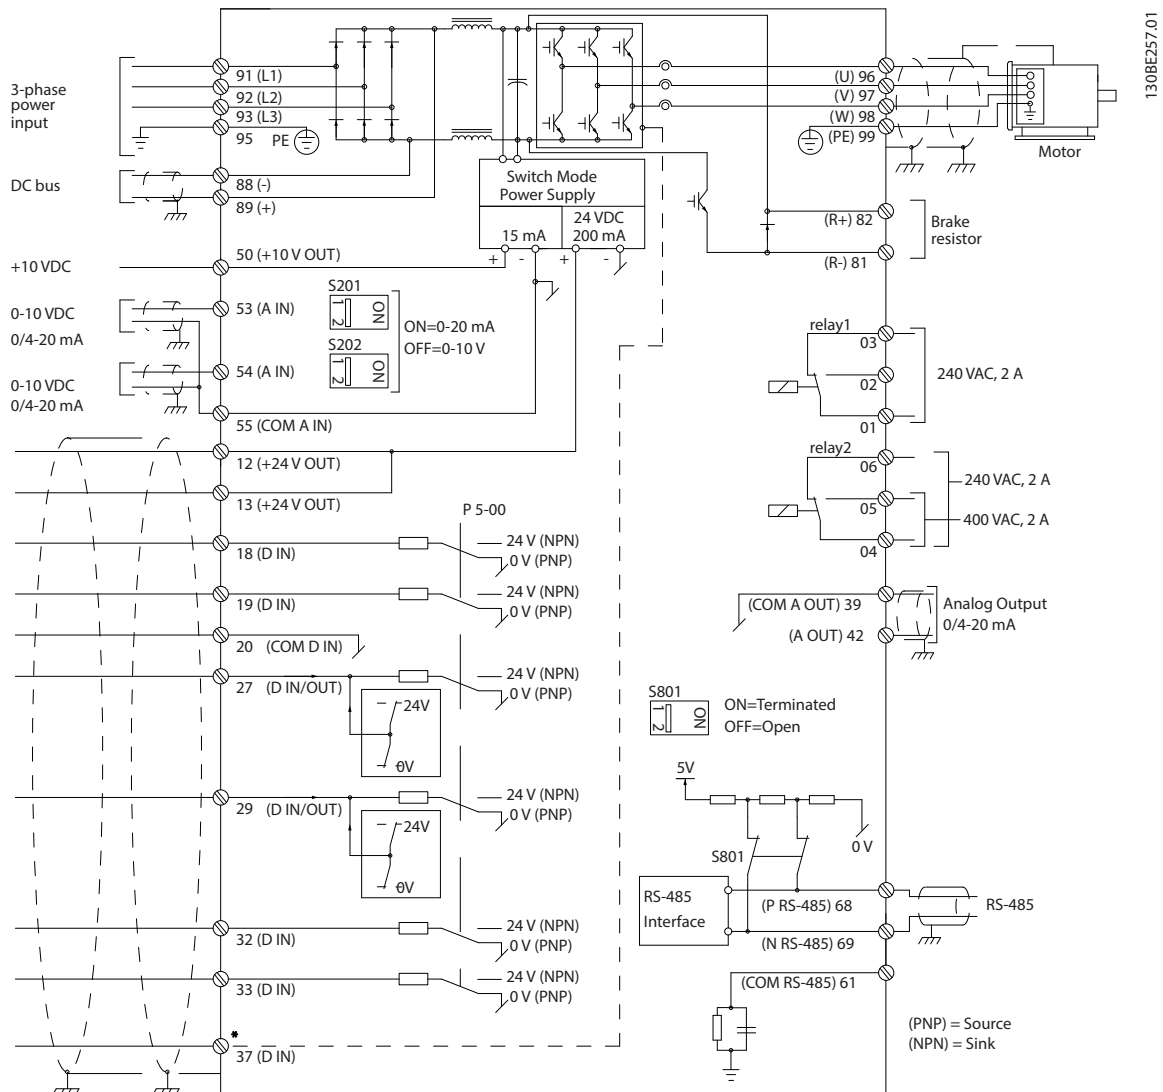 130BE257.01
3-phase
power
input
91 (L1)
92 (L2)
93 (L3)
95
PE
DC bus
88 (-)
89 (+)
+10 VDC
50 (+10 V OUT)
0-10 VDC
0/4-20 mA
53 (A IN)
0-10 VDC
0/4-20 mA
54 (A IN)
55 (COM A IN)
12 (+24 V OUT)
13 (+24 V OUT)
18 (D IN)
19 (D IN)
20 (COM D IN)
27 (D IN/OUT)
24V
0V
29 (D IN/OUT)
24V
0V
32 (D IN)
33 (D IN)
*
37 (D IN)
S201
1 2
ON
S202
1 2
ON
ON=0-20 mA
OFF=0-10 V
P 5-00
24 V (NPN)
0 V (PNP)
24 V (NPN)
0 V (PNP)
24 V (NPN)
0 V (PNP)
24 V (NPN)
0 V (PNP)
24 V (NPN)
0 V (PNP)
24 V (NPN)
0 V (PNP)
Switch Mode
Power Supply
15 mA
24 VDC
200 mA
+ - + -
(U) 96
(V) 97
(W) 98
(PE) 99
Motor
(R+) 82
(R-) 81
Brake
resistor
relay1
03
02
01
240 VAC, 2 A
relay2
06
05
04
240 VAC, 2 A
400 VAC, 2 A
(COM A OUT) 39
(A OUT) 42
Analog Output
0/4-20 mA
S801
1 2
ON
ON=Terminated
OFF=Open
5V
S801
0 V
RS-485
Interface
(P RS-485) 68
(N RS-485) 69
(COM RS-485) 61
RS-485
(PNP) = Source
(NPN) = Sink